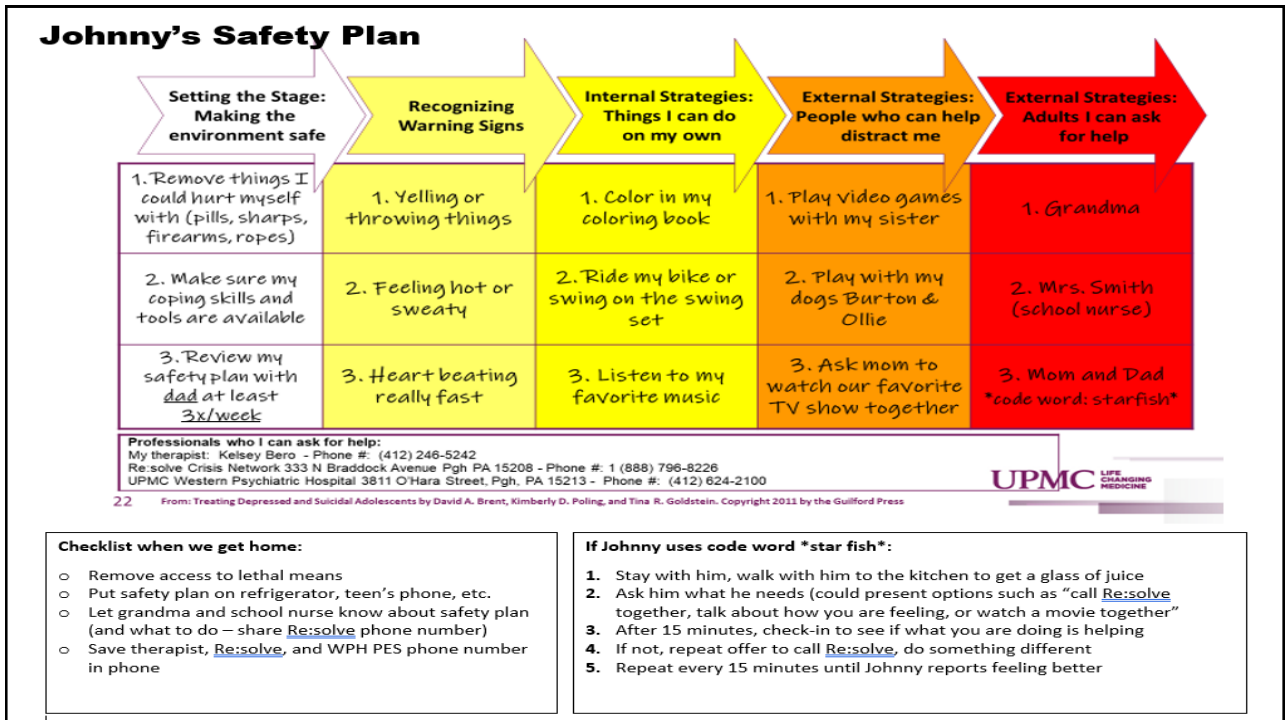 Johnny's Safety Plan
Setting the Stage:
Making the
environment safe
Recognizing
Warning Signs
Internal Strategies:
Things I can do
on my own
External Strategies:
People who can help
distract me
External Strategies:
Adults I can ask
for help
1. Remove things I
could hurt myself
with (pills, sharps,
firearms, ropes)
1. Yelling or
throwing things
1. Color in my
coloring book
1. Play video games
with my sister
1. Grandma
2. Make sure my
coping skills and
tools are available
2. Feeling hot or
sweaty
2. Ride my bike or
swing on the swing
set
2. Play with my
dogs Burton &
Ollie
2. Mrs. Smith
(school nurse)
3. Review my
safety plan with
dad at least
3x/week
3. Heart beating
really fast
3. Listen to my
favorite music
3. Ask mom to
watch our favorite
TV show together
3. Mom and Dad
*code word: starfish*
Professionals who I can ask for help:
My therapist: Kelsey Bero - Phone #: (412) 246-5242
Re:solve Crisis Network 333 N Braddock Avenue Pgh PA 15208 - Phone #: 1 (888) 796-8226
UPMC Western Psychiatric Hospital 3811 O'Hara Street, Pgh, PA 15213 - Phone #: (412) 624-2100
UPMC LIFE
CHANGING
MEDICINE
22 From: Treating Depressed and Suicidal Adolescents by David A. Brent, Kimberly D. Poling, and Tina R. Goldstein. Copyright 2011 by the Guilford Press
Checklist when we get home:
o Remove access to lethal means
o Put safety plan on refrigerator, teen's phone, etc.
o Let grandma and school nurse know about safety plan
(and what to do – share Re:solve phone number)
o Save therapist, Re:solve, and WPH PES phone number
in phone
If Johnny uses code word *star fish*:
1. Stay with him, walk with him to the kitchen to get a glass of juice
2. Ask him what he needs (could present options such as "call Re:solve
together, talk about how you are feeling, or watch a movie together"
3. After 15 minutes, check-in to see if what you are doing is helping
4. If not, repeat offer to call Re:solve, do something different
5. Repeat every 15 minutes until Johnny reports feeling better